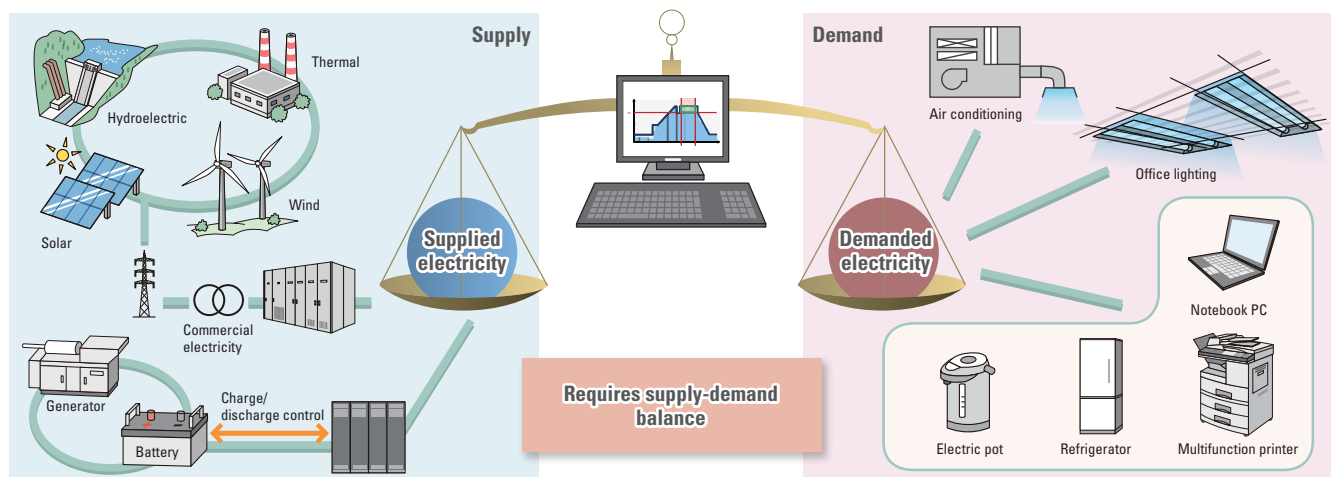 Supply
Demand
Thermal
Hydroelectric
Solar
Wind
Supplied
electricity
Commercial
electricity
Generator
Battery
Charge/
discharge control
Requires supply-demand
balance
Demanded
electricity
Air conditioning
Office lighting
Notebook PC
Electric pot
Refrigerator
Multifunction printer